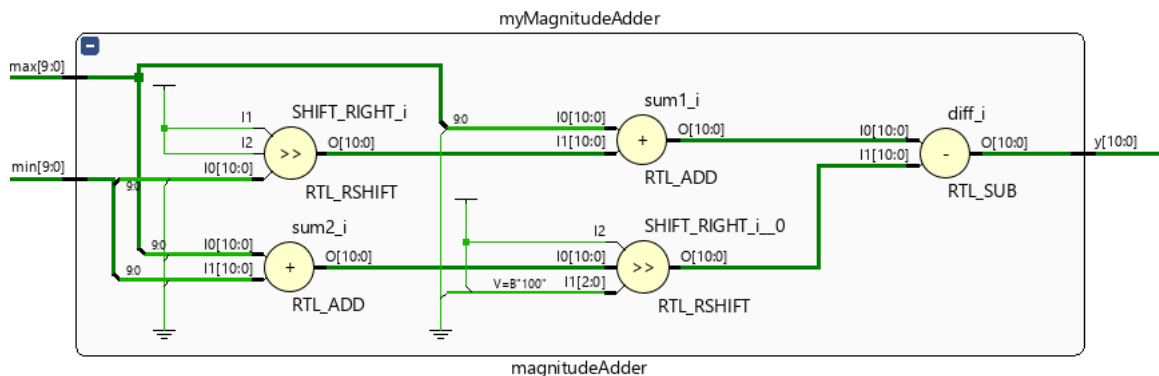 myMagnitudeAdder
max[9:0]
SHIFT_RIGHT_i
I1
I2
>>
O[10:0]
I0[10:0]
RTL_RSHIFT
9:0
I0[10:0]
I1[10:0]
sum1_i
+
O[10:0]
RTL_ADD
I0[10:0]
I1[10:0]
diff_i
-
O[10:0]
RTL_SUB
y[10:0]
min[9:0]
9:0
9:0
9:0
sum2_i
I0[10:0]
I1[10:0]
+
O[10:0]
RTL_ADD
SHIFT_RIGHT_i__0
I2
I0[10:0]
V=B"100"
I1[2:0]
>>
O[10:0]
RTL_RSHIFT
magnitudeAdder